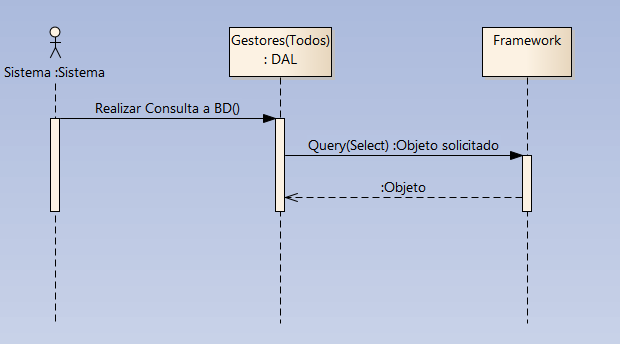 Gestores(Todos)
: DAL
Framework
Sistema :Sistema
Realizar Consulta a BD()
Query(Select) :Objeto solicitado
:Objeto